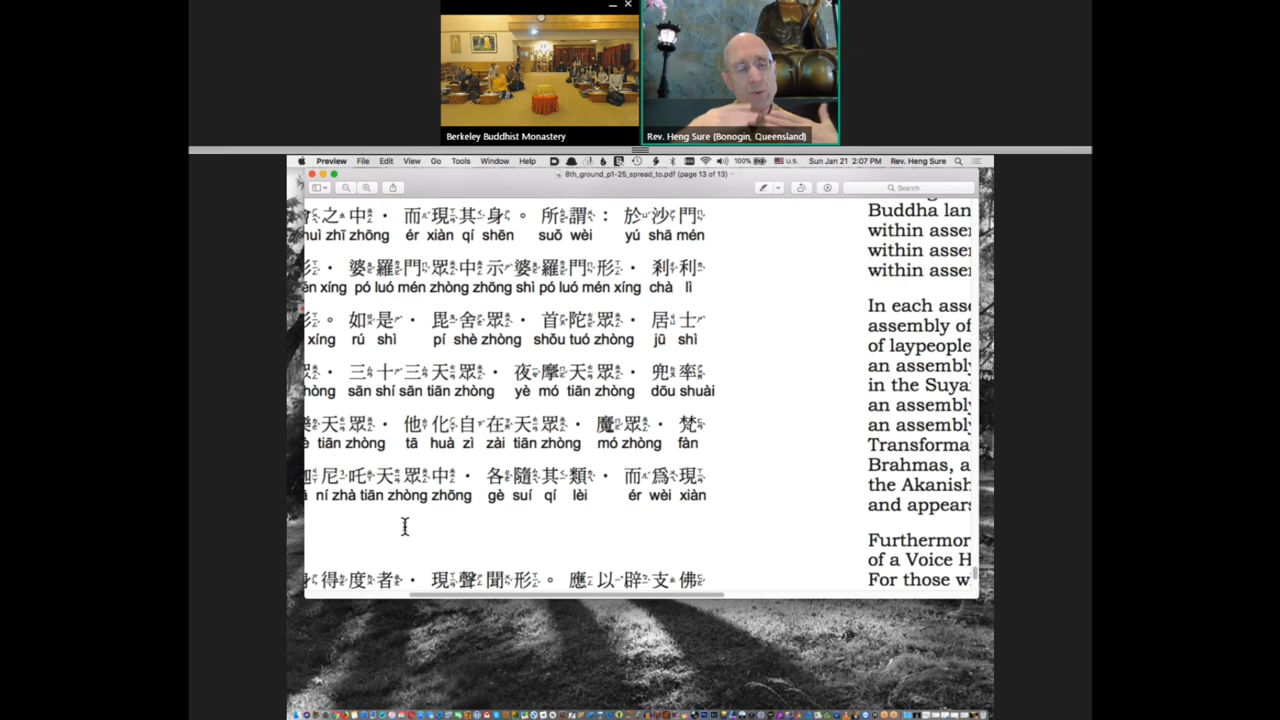 Berkeley Buddhist Monastery
Rev. Heng Sure (Bonogin, Queensland)
Preview File Edit View Go Tools Window Help 100% U.S. Sun Jan 21 2:07 PM Rev. Heng Sure
8th_ground_p1-25_spread_to.pdf (page 13 of 13)
Search
會之中・而現其身。所謂：於沙門
huì zhī zhōng ér xiàn qí shēn suǒ wèi yú shā mén
形・婆羅門眾中示婆羅門形・剎利
én xíng pó luó mén zhòng zhōng shì pó luó mén xíng chà lì
形。如是・毘舍眾・首陀眾・居士
xíng rú shì pí shè zhòng shǒu tuó zhòng jū shì
眾・三十三天眾・夜摩天眾・兜率
hòng sān shí sān tiān zhòng yè mó tiān zhòng dōu shuài
樂天眾・他化自在天眾・魔眾・梵
è tiān zhòng tā huà zì zài tiān zhòng mó zhòng fàn
迦尼吒天眾中・各隨其類・而為現
ní zhà tiān zhòng zhōng gè suí qí lèi ér wèi xiàn
身得度者・現聲聞形。應以辟支佛
Buddha lan
within asse
within asse
within asse
In each ass
assembly of
of laypeople
an assembly
in the Suya
an assembly
an assembly
Transforma
Brahmas, a
the Akanish
and appears
Furthermor
of a Voice H
For those w